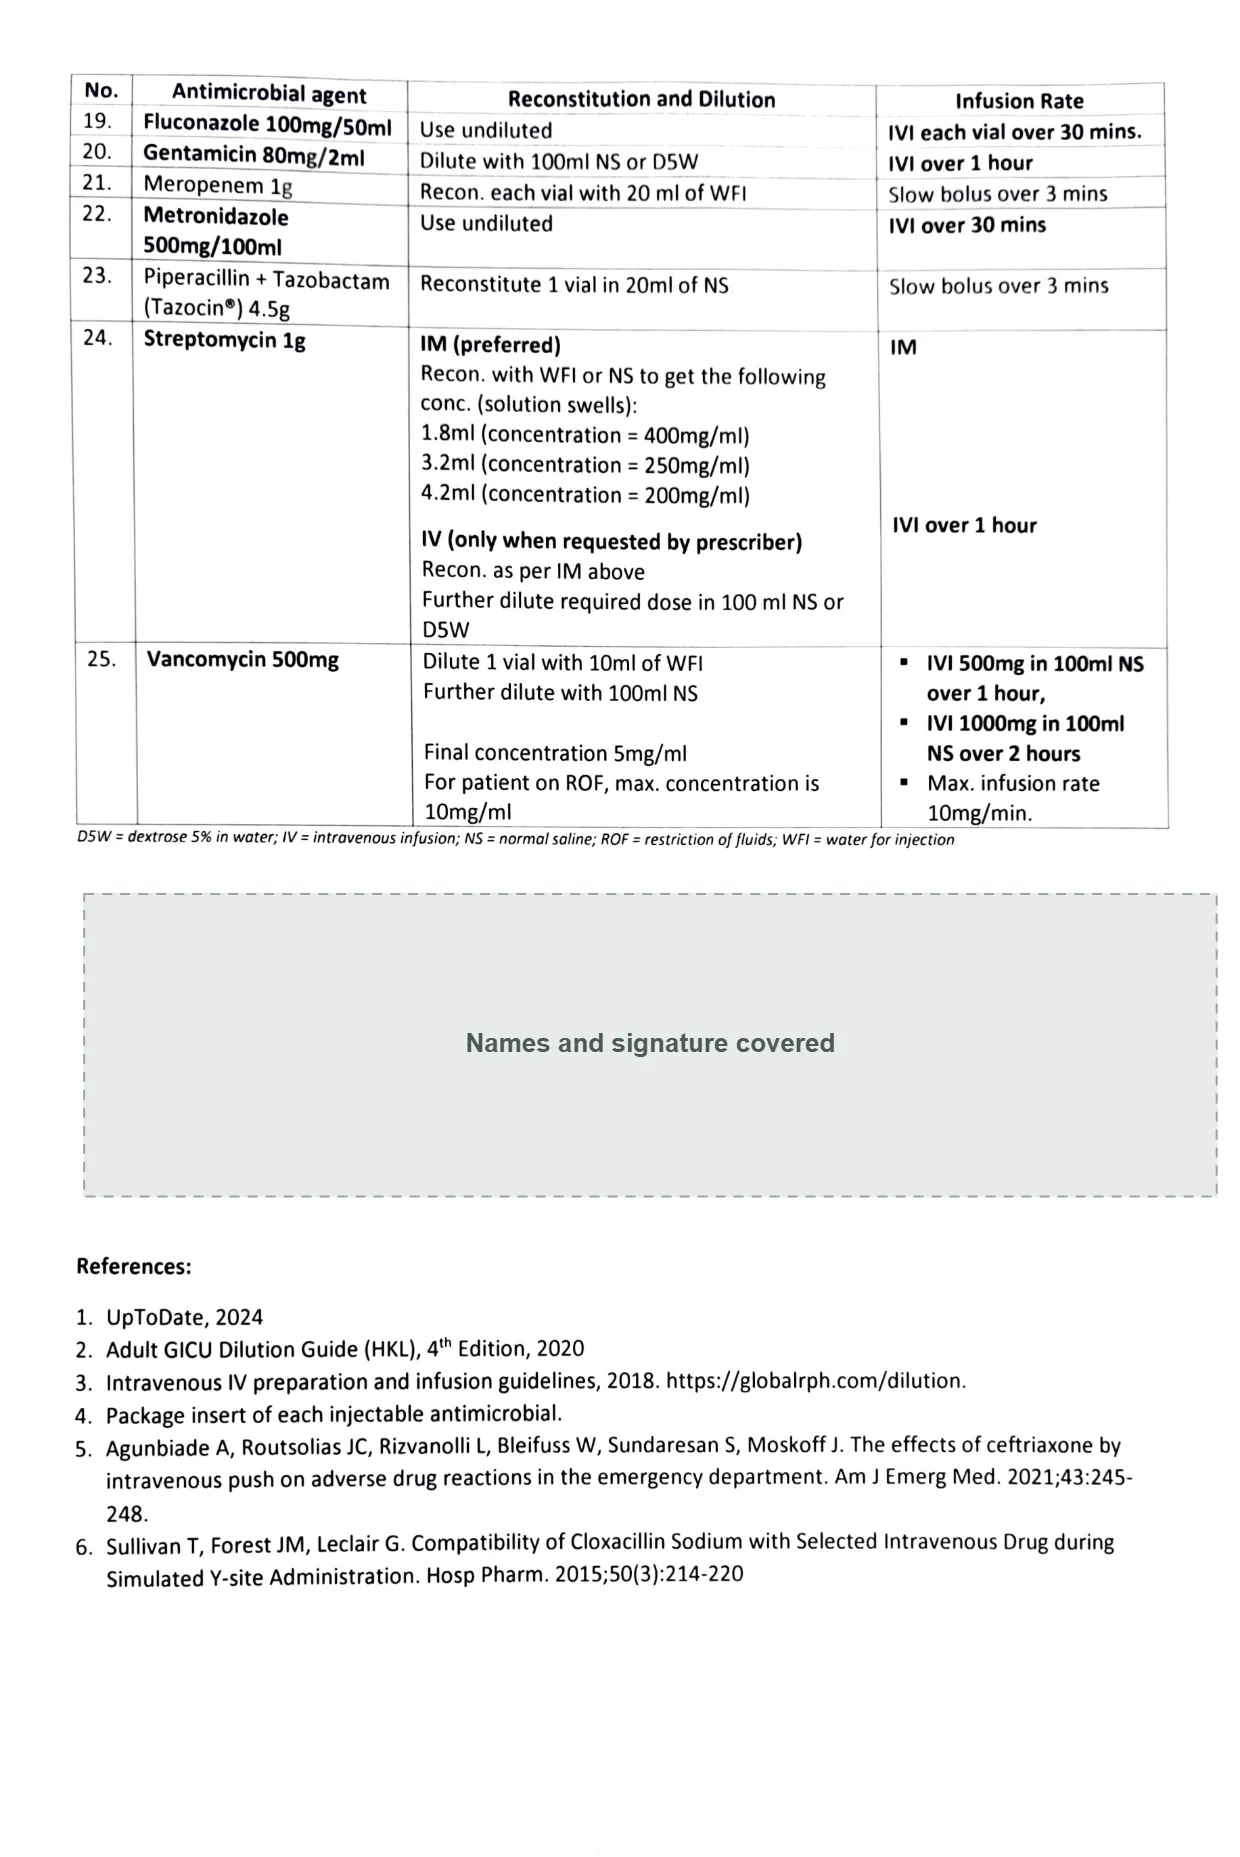 No. Antimicrobial agent Reconstitution and Dilution Infusion Rate
19. Fluconazole 100mg/50ml Use undiluted IVI each vial over 30 mins.
20. Gentamicin 80mg/2ml Dilute with 100ml NS or D5W IVI over 1 hour
21. Meropenem 1g Recon. each vial with 20 ml of WFI Slow bolus over 3 mins
22. Metronidazole Use undiluted IVI over 30 mins
500mg/100ml
23. Piperacillin + Tazobactam Reconstitute 1 vial in 20ml of NS Slow bolus over 3 mins
(Tazocin®) 4.5g
24. Streptomycin 1g IM (preferred) IM
Recon. with WFI or NS to get the following
conc. (solution swells):
1.8ml (concentration = 400mg/ml)
3.2ml (concentration = 250mg/ml)
4.2ml (concentration = 200mg/ml)
IVI over 1 hour
IV (only when requested by prescriber)
Recon. as per IM above
Further dilute required dose in 100 ml NS or
D5W
25. Vancomycin 500mg Dilute 1 vial with 10ml of WFI ▪ IVI 500mg in 100ml NS
Further dilute with 100ml NS over 1 hour,
▪ IVI 1000mg in 100ml
Final concentration 5mg/ml NS over 2 hours
For patient on ROF, max. concentration is ▪ Max. infusion rate
10mg/ml 10mg/min.
D5W = dextrose 5% in water; IV = intravenous infusion; NS = normal saline; ROF = restriction of fluids; WFI = water for injection
Names and signature covered
References:
1. UpToDate, 2024
2. Adult GICU Dilution Guide (HKL), 4th Edition, 2020
3. Intravenous IV preparation and infusion guidelines, 2018. https://globalrph.com/dilution.
4. Package insert of each injectable antimicrobial.
5. Agunbiade A, Routsolias JC, Rizvanolli L, Bleifuss W, Sundaresan S, Moskoff J. The effects of ceftriaxone by
intravenous push on adverse drug reactions in the emergency department. Am J Emerg Med. 2021;43:245-
248.
6. Sullivan T, Forest JM, Leclair G. Compatibility of Cloxacillin Sodium with Selected Intravenous Drug during
Simulated Y-site Administration. Hosp Pharm. 2015;50(3):214-220